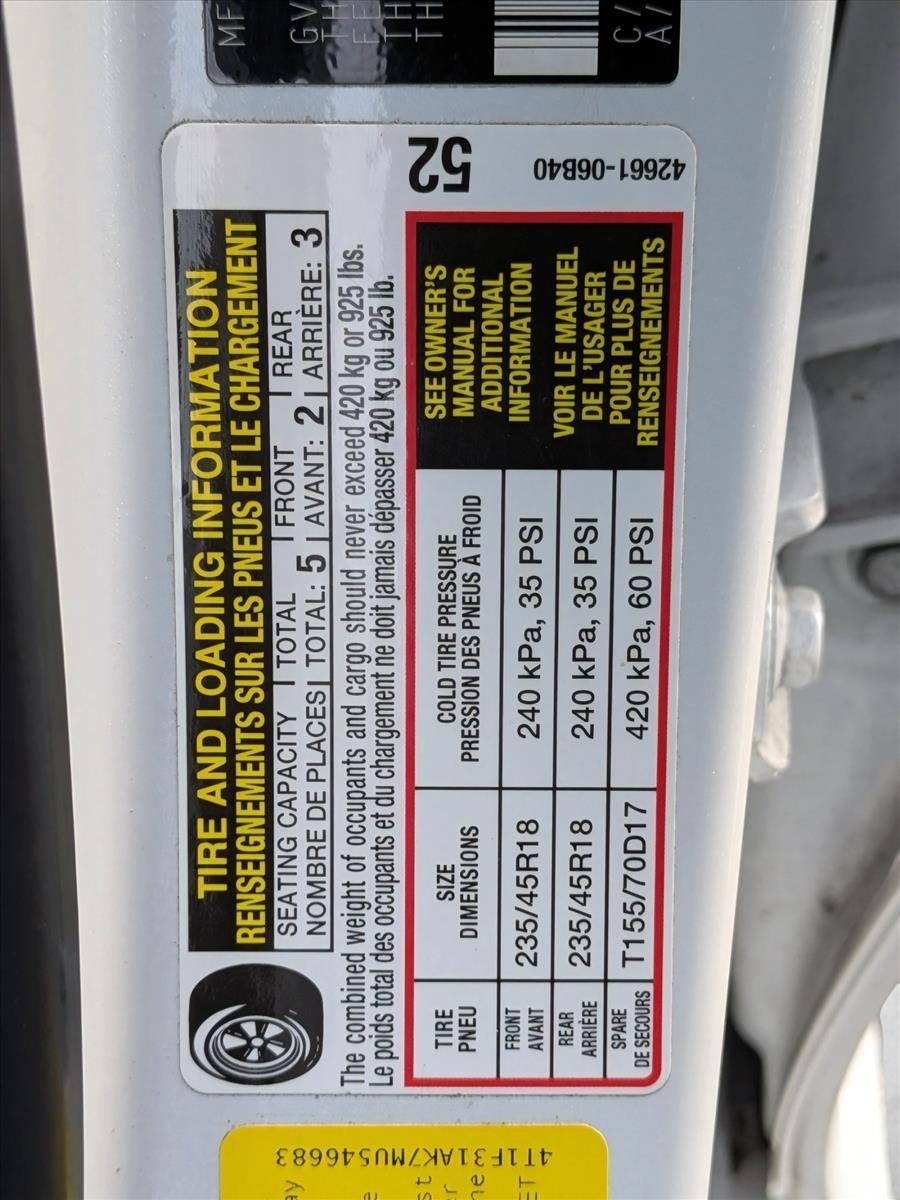 TIRE AND LOADING INFORMATION
RENSEIGNEMENTS SUR LES PNEUS ET LE CHARGEMENT
SEATING CAPACITY | TOTAL | FRONT | REAR
NOMBRE DE PLACES | TOTAL: 5 | AVANT: 2 | ARRIÈRE: 3
The combined weight of occupants and cargo should never exceed 420 kg or 925 lbs.
Le poids total des occupants et du chargement ne doit jamais dépasser 420 kg ou 925 lb.
TIRE
PNEU
SIZE
DIMENSIONS
COLD TIRE PRESSURE
PRESSION DES PNEUS À FROID
FRONT
AVANT
235/45R18
240 kPa, 35 PSI
REAR
ARRIÈRE
235/45R18
240 kPa, 35 PSI
SPARE
DE SECOURS
T155/70D17
420 kPa, 60 PSI
SEE OWNER'S
MANUAL FOR
ADDITIONAL
INFORMATION
VOIR LE MANUEL
DE L'USAGER
POUR PLUS DE
RENSEIGNEMENTS
52
42661-06B40
4T1F31AK7MU546683
MF
GV
TH
TH
TH
C/
A/